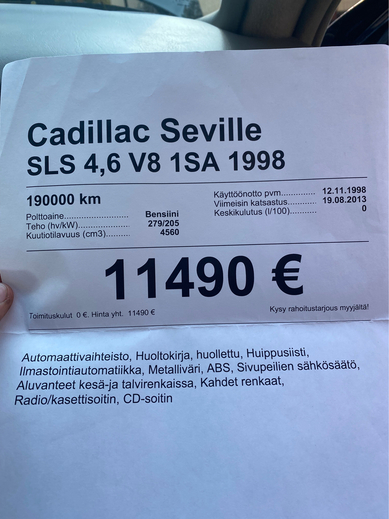 Cadillac Seville
SLS 4,6 V8 1SA 1998
190000 km
Polttoaine.......................... Bensiini
Teho (hv/kW)..................... 279/205
Kuutiotilavuus (cm3)......... 4560
Käyttöönotto pvm.............. 12.11.1998
Viimeisin katsastus........... 19.08.2013
Keskikulutus (l/100)........... 0
11490 €
Toimituskulut 0 €. Hinta yht. 11490 €
Kysy rahoitustarjous myyjältä!
Automaattivaihteisto, Huoltokirja, huollettu, Huippusiisti,
Ilmastointiautomatiikka, Metalliväri, ABS, Sivupeilien sähkösäätö,
Aluvanteet kesä-ja talvirenkaissa, Kahdet renkaat,
Radio/kasettisoitin, CD-soitin